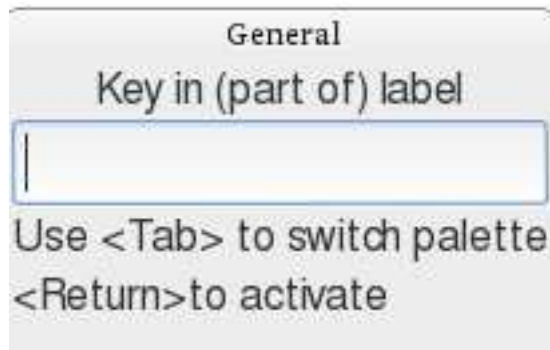 General
Key in (part of) label
Use <Tab> to switch palette
<Return>to activate